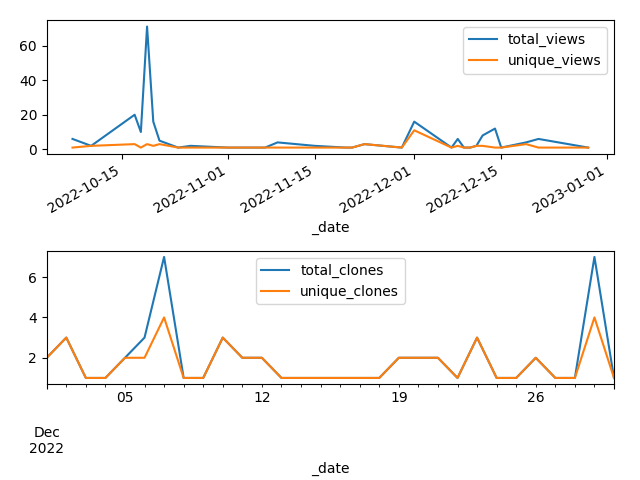 60
40
20
0
total_views
unique_views
2022-10-15
2022-11-01
2022-11-15
2022-12-01
2022-12-15
2023-01-01
_date
6
4
2
total_clones
unique_clones
05
12
19
26
Dec
2022
_date